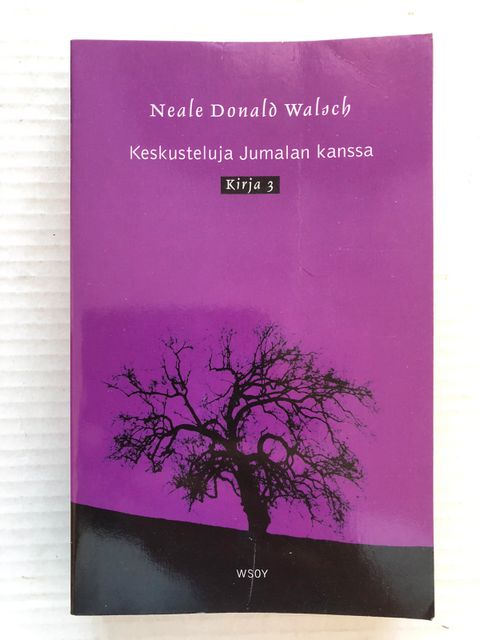 Neale Donald Walsch
Keskusteluja Jumalan kanssa
Kirja 3
WSOY